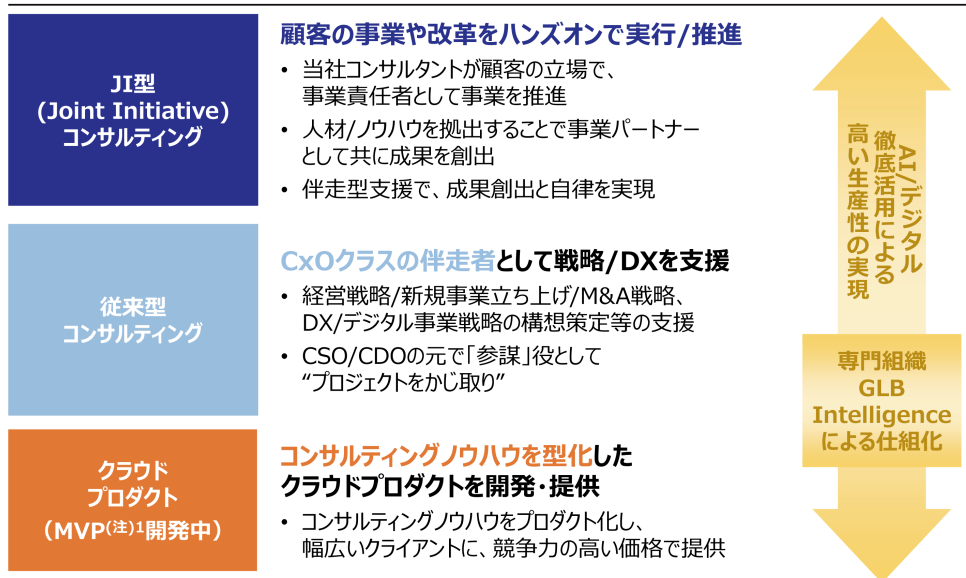 JI型
(Joint Initiative)
コンサルティング
顧客の事業や改革をハンズオンで実行/推進
• 当社コンサルタントが顧客の立場で、
事業責任者として事業を推進
• 人材/ノウハウを拠出することで事業パートナー
として共に成果を創出
• 伴走型支援で、成果創出と自律を実現
従来型
コンサルティング
CxOクラスの伴走者として戦略/DXを支援
• 経営戦略/新規事業立ち上げ/M&A戦略、
DX/デジタル事業戦略の構想策定等の支援
• CSO/CDOの元で「参謀」役として
“プロジェクトをかじ取り”
クラウド
プロダクト
(MVP(注)1開発中)
コンサルティングノウハウを型化した
クラウドプロダクトを開発・提供
• コンサルティングノウハウをプロダクト化し、
幅広いクライアントに、競争力の高い価格で提供
AI/デジタル
徹底活用による
高い生産性の実現
専門組織
GLB
Intelligence
による仕組化